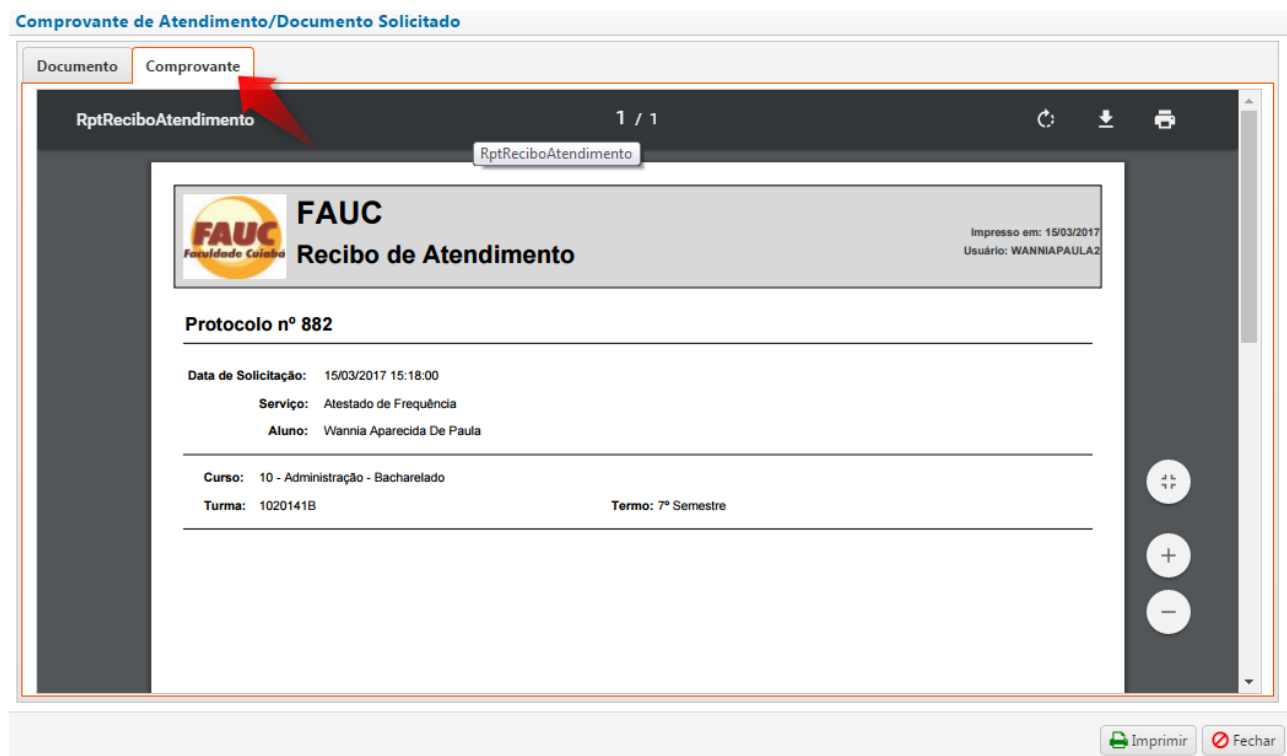 Comprovante de Atendimento/Documento Solicitado
Documento Comprovante
RptReciboAtendimento 1 / 1
RptReciboAtendimento
FAUC
Faculdade Cuiabá
FAUC
Recibo de Atendimento
Impresso em: 15/03/2017
Usuário: WANNIAPAULA2
Protocolo nº 882
Data de Solicitação: 15/03/2017 15:18:00
Serviço: Atestado de Frequência
Aluno: Wannia Aparecida De Paula
Curso: 10 - Administração - Bacharelado
Turma: 1020141B Termo: 7º Semestre
Imprimir Fechar